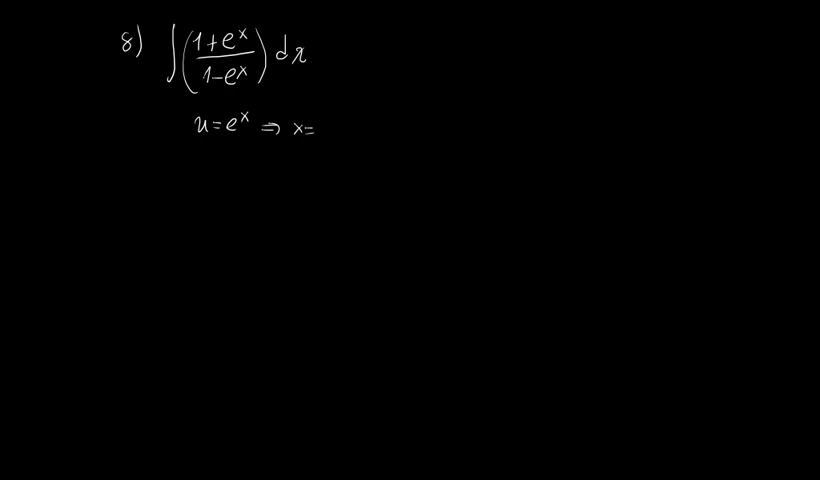 8) ∫(1+e^x / 1-e^x) dx
u=e^x ⇒ x=